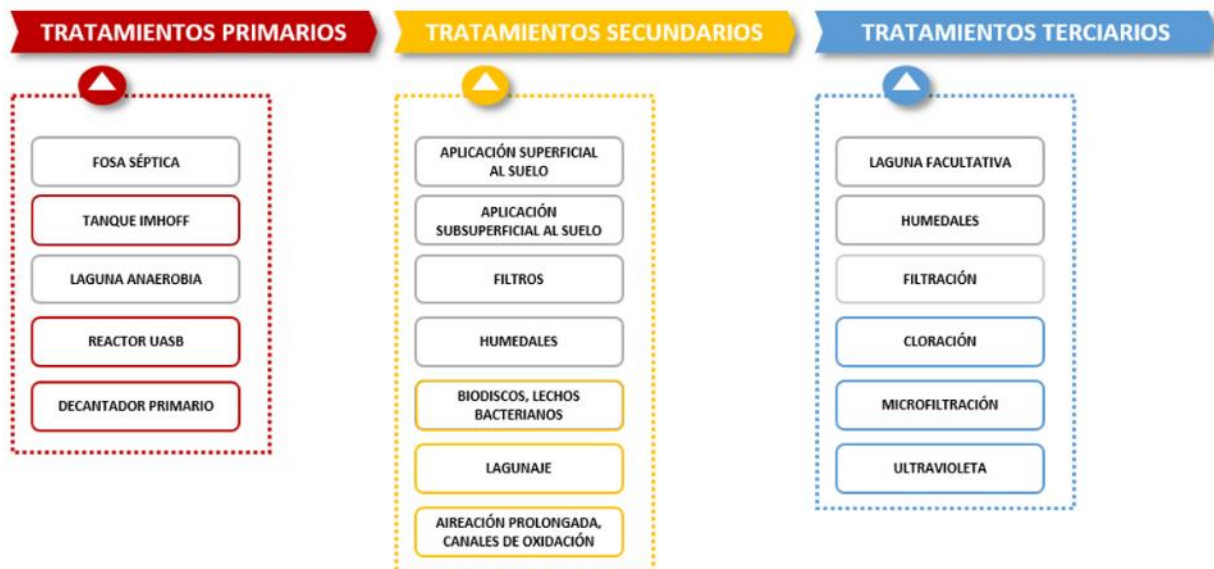 TRATAMIENTOS PRIMARIOS
FOSA SÉPTICA
TANQUE IMHOFF
LAGUNA ANAEROBIA
REACTOR UASB
DECANTADOR PRIMARIO
TRATAMIENTOS SECUNDARIOS
APLICACIÓN SUPERFICIAL
AL SUELO
APLICACIÓN
SUBSUPERFICIAL AL SUELO
FILTROS
HUMEDALES
BIODISCOS, LECHOS
BACTERIANOS
LAGUNAJE
AIREACIÓN PROLONGADA,
CANALES DE OXIDACIÓN
TRATAMIENTOS TERCIARIOS
LAGUNA FACULTATIVA
HUMEDALES
FILTRACIÓN
CLORACIÓN
MICROFILTRACIÓN
ULTRAVIOLETA